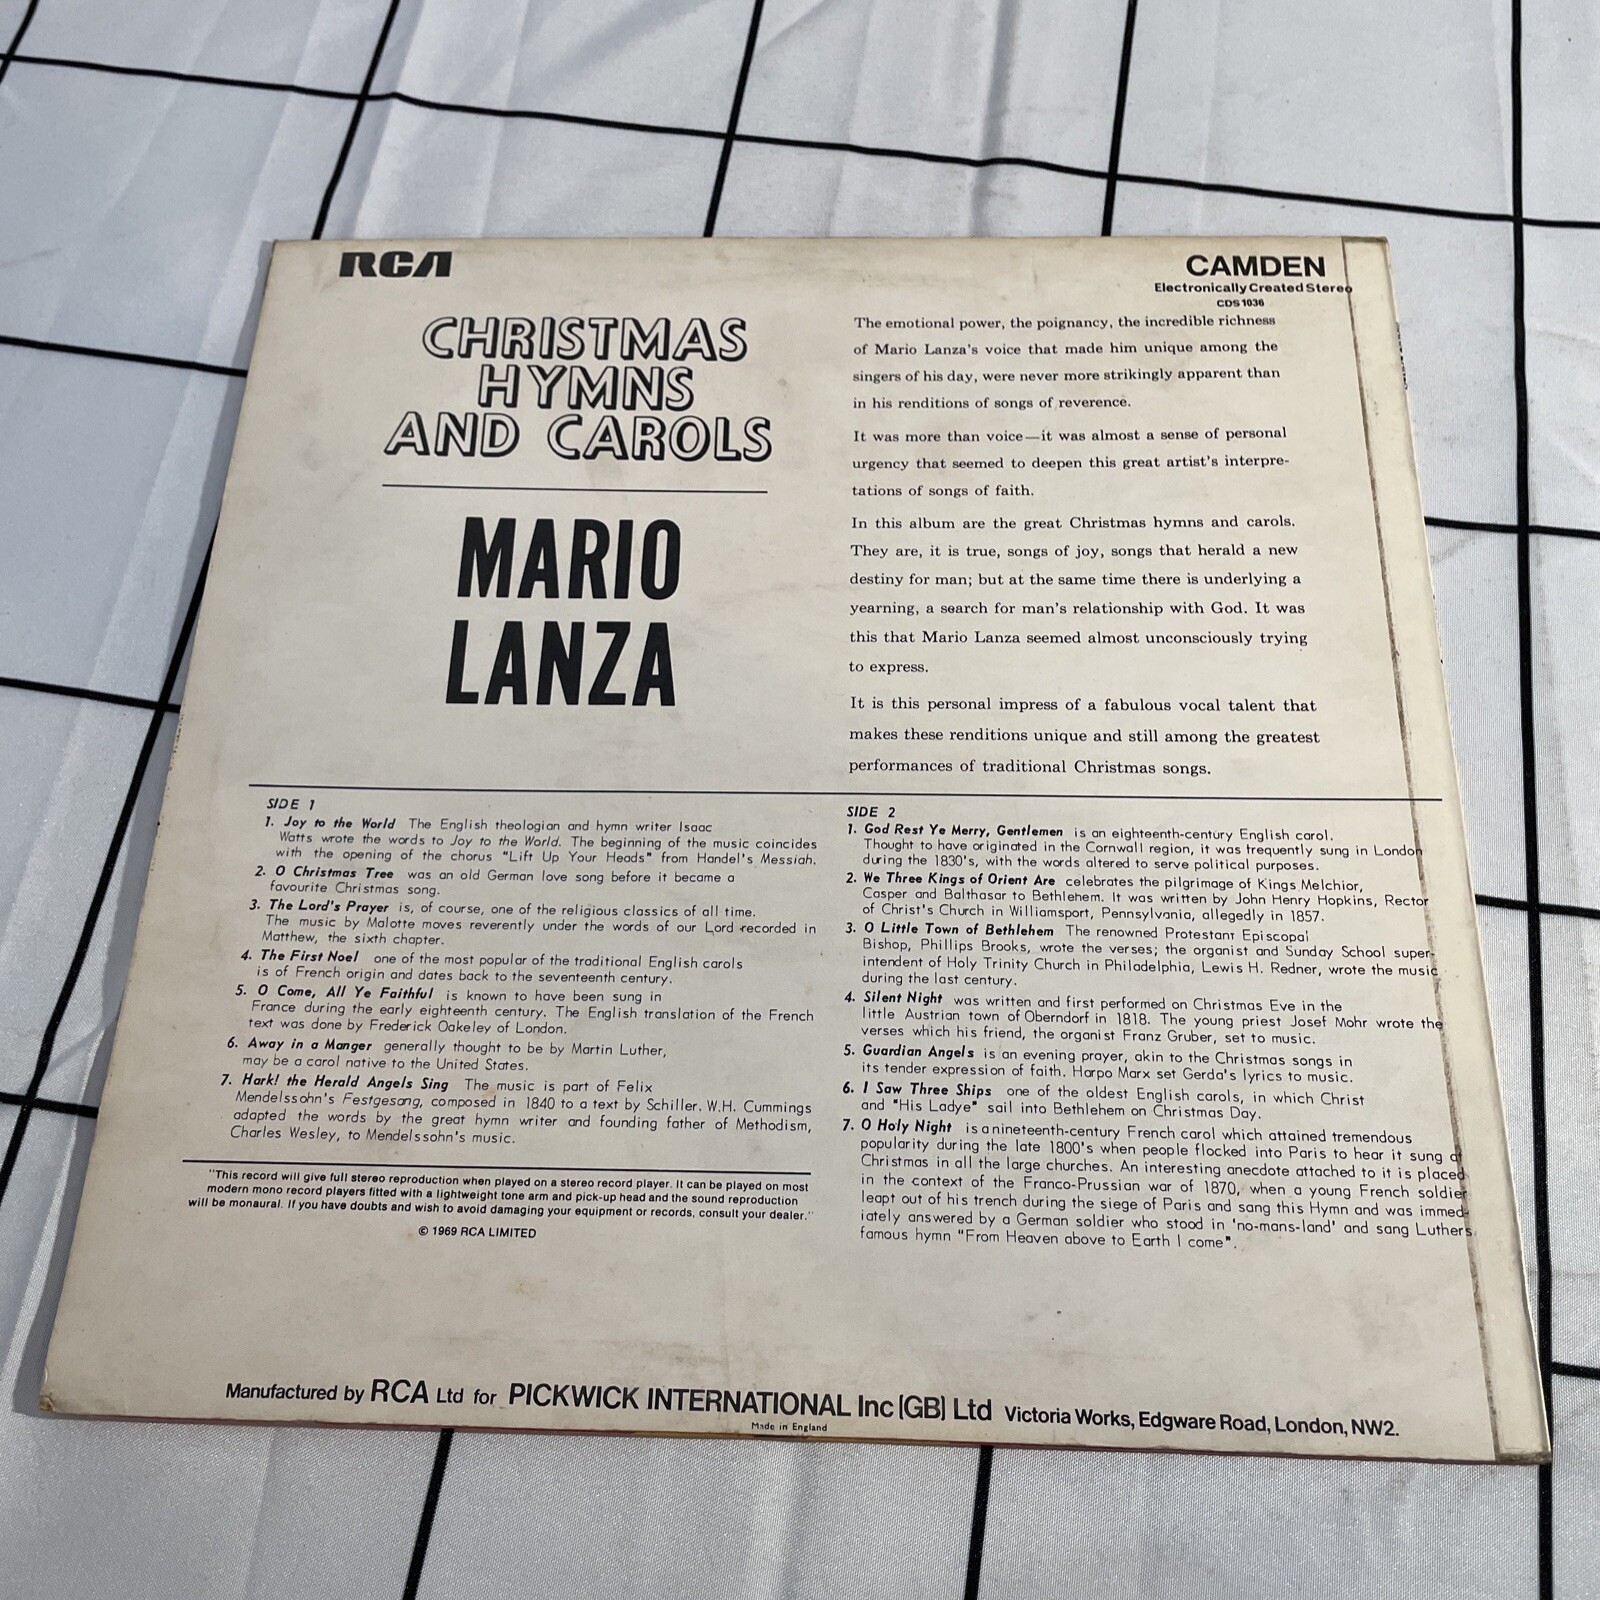 RCA
CAMDEN
Electronically Created Stereo
CDS 1036
CHRISTMAS
HYMNS
AND CAROLS
MARIO
LANZA
The emotional power, the poignancy, the incredible richness
of Mario Lanza's voice that made him unique among the
singers of his day, were never more strikingly apparent than
in his renditions of songs of reverence.
It was more than voice—it was almost a sense of personal
urgency that seemed to deepen this great artist's interpre-
tations of songs of faith.
In this album are the great Christmas hymns and carols.
They are, it is true, songs of joy, songs that herald a new
destiny for man; but at the same time there is underlying a
yearning, a search for man's relationship with God. It was
this that Mario Lanza seemed almost unconsciously trying
to express.
It is this personal impress of a fabulous vocal talent that
makes these renditions unique and still among the greatest
performances of traditional Christmas songs.
SIDE 1
1. Joy to the World The English theologian and hymn writer Isaac
Watts wrote the words to Joy to the World. The beginning of the music coincides
with the opening of the chorus "Lift Up Your Heads" from Handel's Messiah.
2. O Christmas Tree was an old German love song before it became a
favourite Christmas song.
3. The Lord's Prayer is, of course, one of the religious classics of all time.
The music by Malotte moves reverently under the words of our Lord recorded in
Matthew, the sixth chapter.
4. The First Noel one of the most popular of the traditional English carols
is of French origin and dates back to the seventeenth century.
5. O Come, All Ye Faithful is known to have been sung in
France during the early eighteenth century. The English translation of the French
text was done by Frederick Oakeley of London.
6. Away in a Manger generally thought to be by Martin Luther,
may be a carol native to the United States.
7. Hark! the Herald Angels Sing The music is part of Felix
Mendelssohn's Festgesang, composed in 1840 to a text by Schiller. W.H. Cummings
adapted the words by the great hymn writer and founding father of Methodism,
Charles Wesley, to Mendelssohn's music.
"This record will give full stereo reproduction when played on a stereo record player. It can be played on most
modern mono record players fitted with a lightweight tone arm and pick-up head and the sound reproduction
will be monaural. If you have doubts and wish to avoid damaging your equipment or records, consult your dealer."
© 1969 RCA LIMITED
SIDE 2
1. God Rest Ye Merry, Gentlemen is an eighteenth-century English carol.
Thought to have originated in the Cornwall region, it was frequently sung in London
during the 1830's, with the words altered to serve political purposes.
2. We Three Kings of Orient Are celebrates the pilgrimage of Kings Melchior,
Casper and Balthasar to Bethlehem. It was written by John Henry Hopkins, Rector
of Christ's Church in Williamsport, Pennsylvania, allegedly in 1857.
3. O Little Town of Bethlehem The renowned Protestant Episcopal
Bishop, Phillips Brooks, wrote the verses; the organist and Sunday School super-
intendent of Holy Trinity Church in Philadelphia, Lewis H. Redner, wrote the music
during the last century.
4. Silent Night was written and first performed on Christmas Eve in the
little Austrian town of Oberndorf in 1818. The young priest Josef Mohr wrote the
verses which his friend, the organist Franz Gruber, set to music.
5. Guardian Angels is an evening prayer, akin to the Christmas songs in
its tender expression of faith. Harpo Marx set Gerda's lyrics to music.
6. I Saw Three Ships one of the oldest English carols, in which Christ
and "His Ladye" sail into Bethlehem on Christmas Day.
7. O Holy Night is a nineteenth-century French carol which attained tremendous
popularity during the late 1800's when people flocked into Paris to hear it sung at
Christmas in all the large churches. An interesting anecdote attached to it is placed
in the context of the Franco-Prussian war of 1870, when a young French soldier
leapt out of his trench during the siege of Paris and sang this Hymn and was immed-
iately answered by a German soldier who stood in 'no-mans-land' and sang Luther's
famous hymn "From Heaven above to Earth I come".
Manufactured by RCA Ltd for PICKWICK INTERNATIONAL Inc (GB) Ltd Victoria Works, Edgware Road, London, NW2.
Made in England